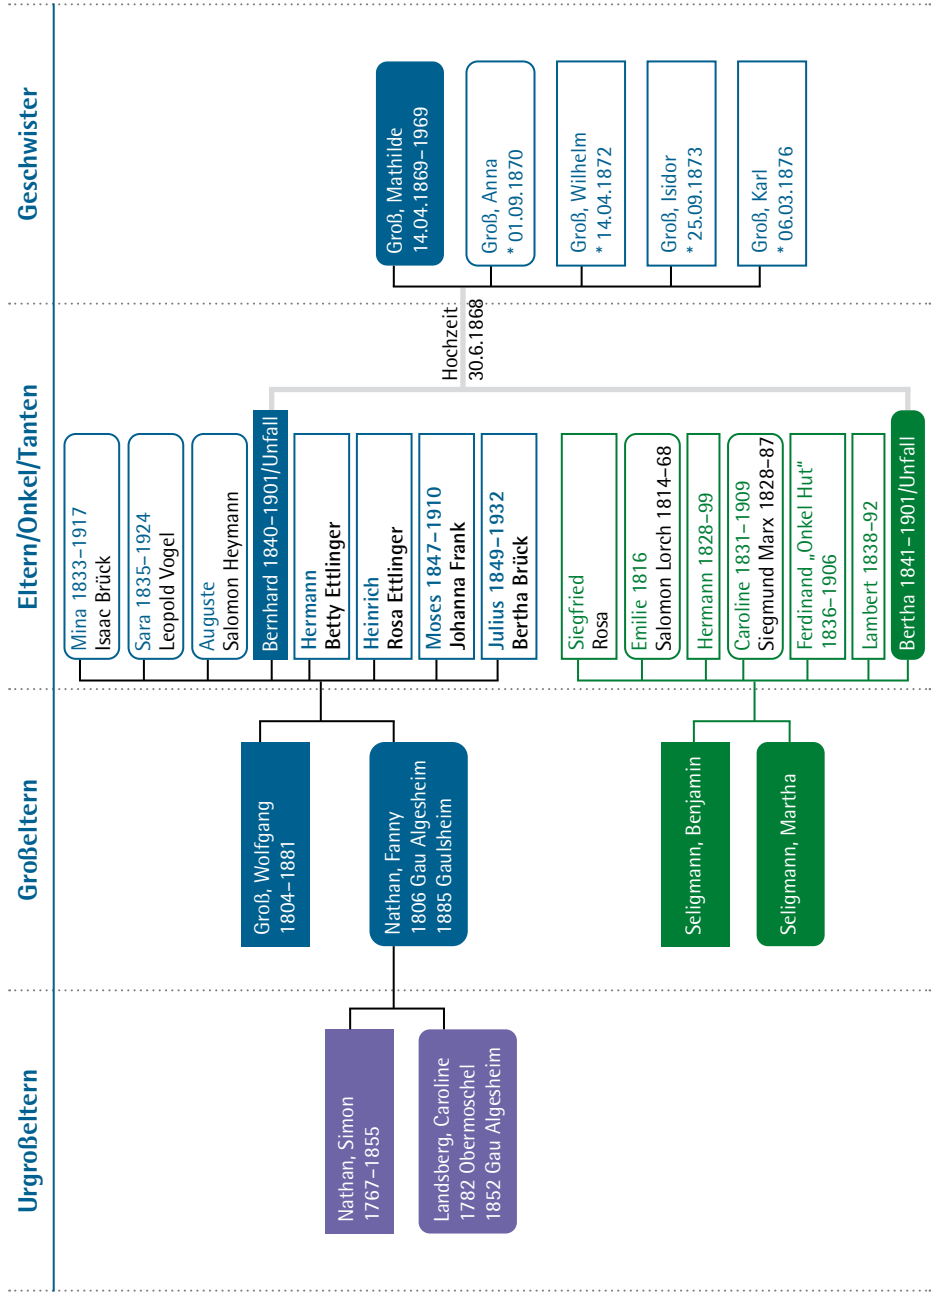 Urgroßeltern
Nathan, Simon
1767–1855
Landsberg, Caroline
1782 Obermoschel
1852 Gau Algesheim
Großeltern
Groß, Wolfgang
1804–1881
Nathan, Fanny
1806 Gau Algesheim
1885 Gaulsheim
Seligmann, Benjamin
Seligmann, Martha
Eltern/Onkel/Tanten
Mina 1833–1917
Isaac Brück
Sara 1835–1924
Leopold Vogel
Auguste
Salomon Heymann
Bernhard 1840–1901/Unfall
Hermann
Betty Ettlinger
Heinrich
Rosa Ettlinger
Moses 1847–1910
Johanna Frank
Julius 1849–1932
Bertha Brück
Siegfried
Rosa
Emilie 1816
Salomon Lorch 1814–68
Hermann 1828–99
Caroline 1831–1909
Siegmund Marx 1828–87
Ferdinand „Onkel Hut“
1836–1906
Lambert 1838–92
Bertha 1841–1901/Unfall
Hochzeit
30.6.1868
Geschwister
Groß, Mathilde
14.04.1869–1969
Groß, Anna
* 01.09.1870
Groß, Wilhelm
* 14.04.1872
Groß, Isidor
* 25.09.1873
Groß, Karl
* 06.03.1876